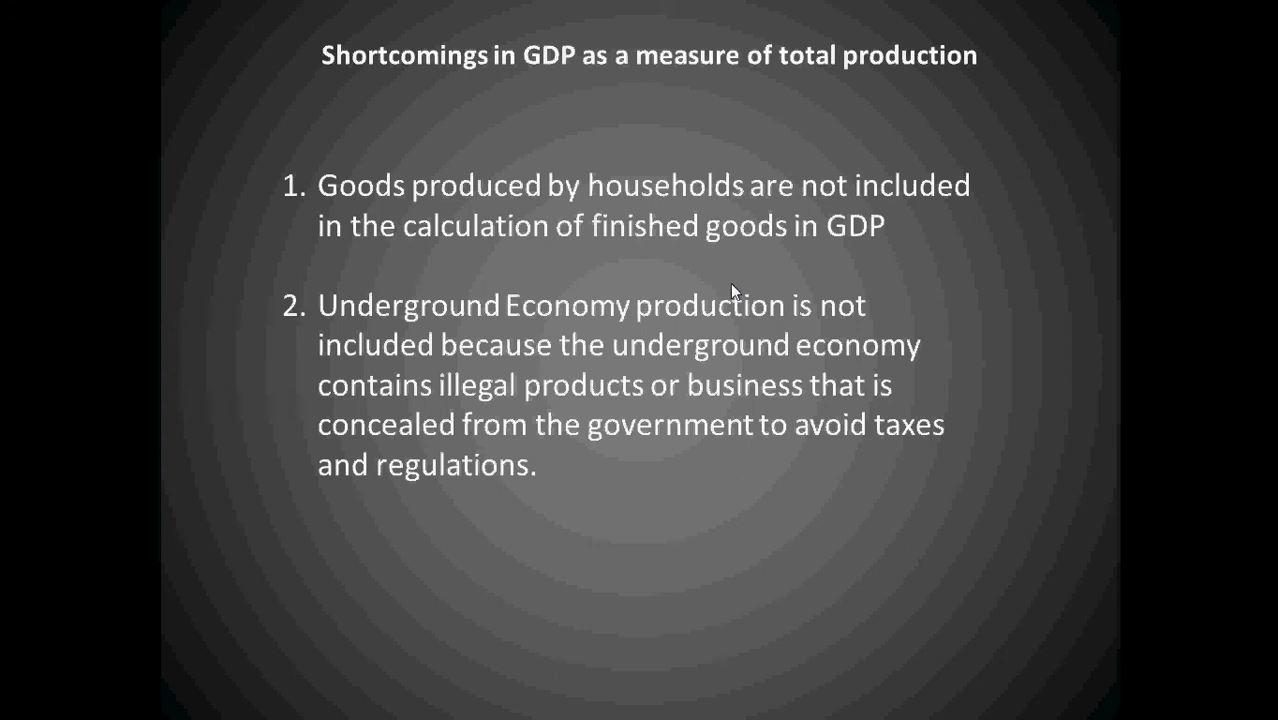 Shortcomings in GDP as a measure of total production
1. Goods produced by households are not included
in the calculation of finished goods in GDP
2. Underground Economy production is not
included because the underground economy
contains illegal products or business that is
concealed from the government to avoid taxes
and regulations.